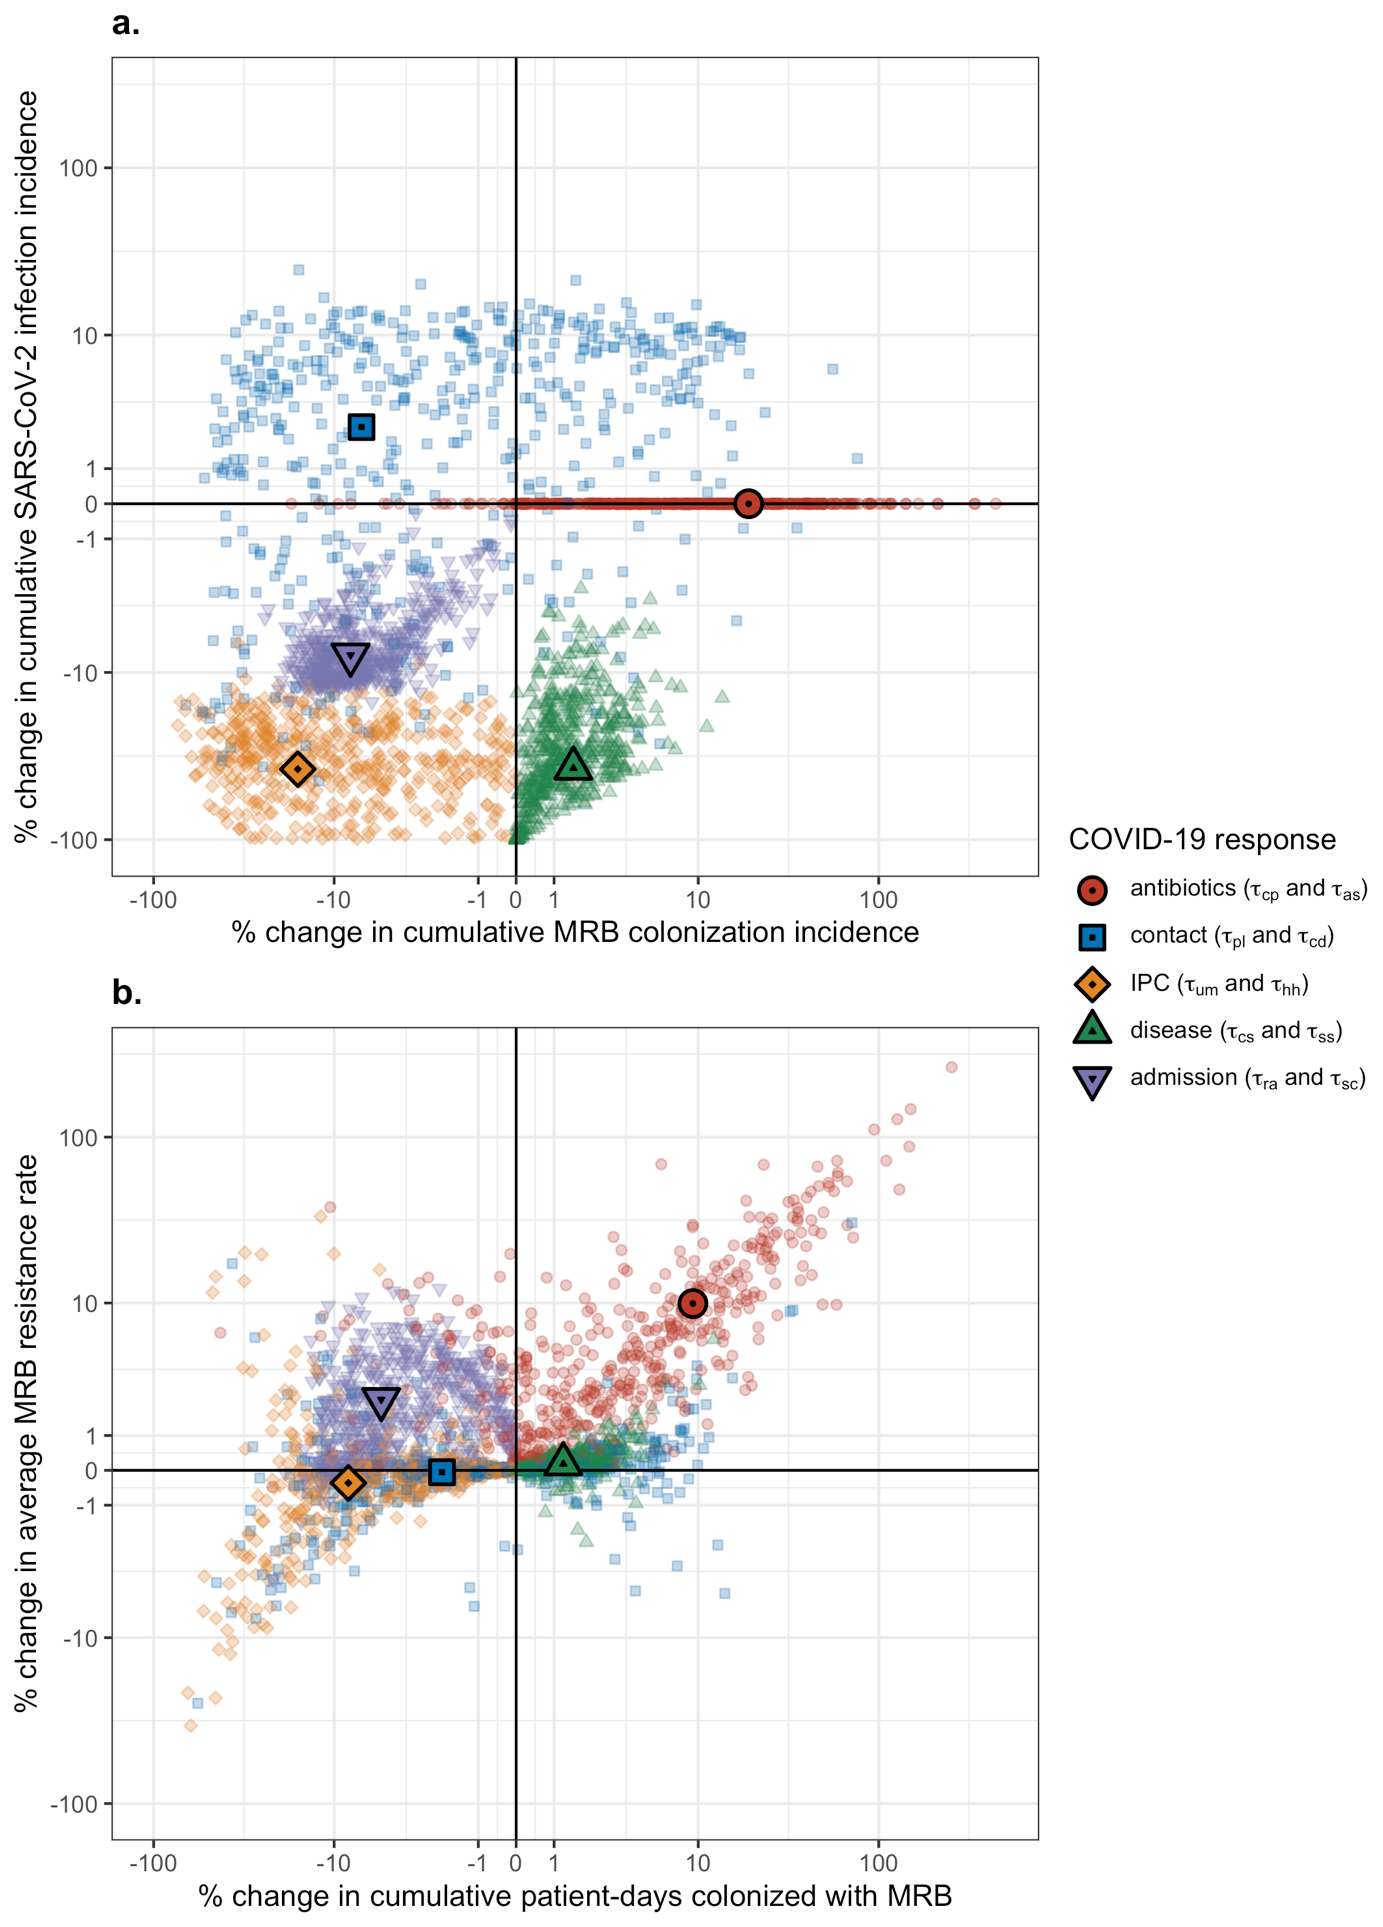 a.
% change in cumulative SARS-CoV-2 infection incidence
100
10
1
0
-1
-10
-100
-100 -10 -1 0 1 10 100
% change in cumulative MRB colonization incidence
COVID-19 response
antibiotics (τcp and τas)
contact (τpl and τcd)
IPC (τum and τhh)
disease (τcs and τss)
admission (τra and τsc)
b.
% change in average MRB resistance rate
100
10
1
0
-1
-10
-100
-100 -10 -1 0 1 10 100
% change in cumulative patient-days colonized with MRB